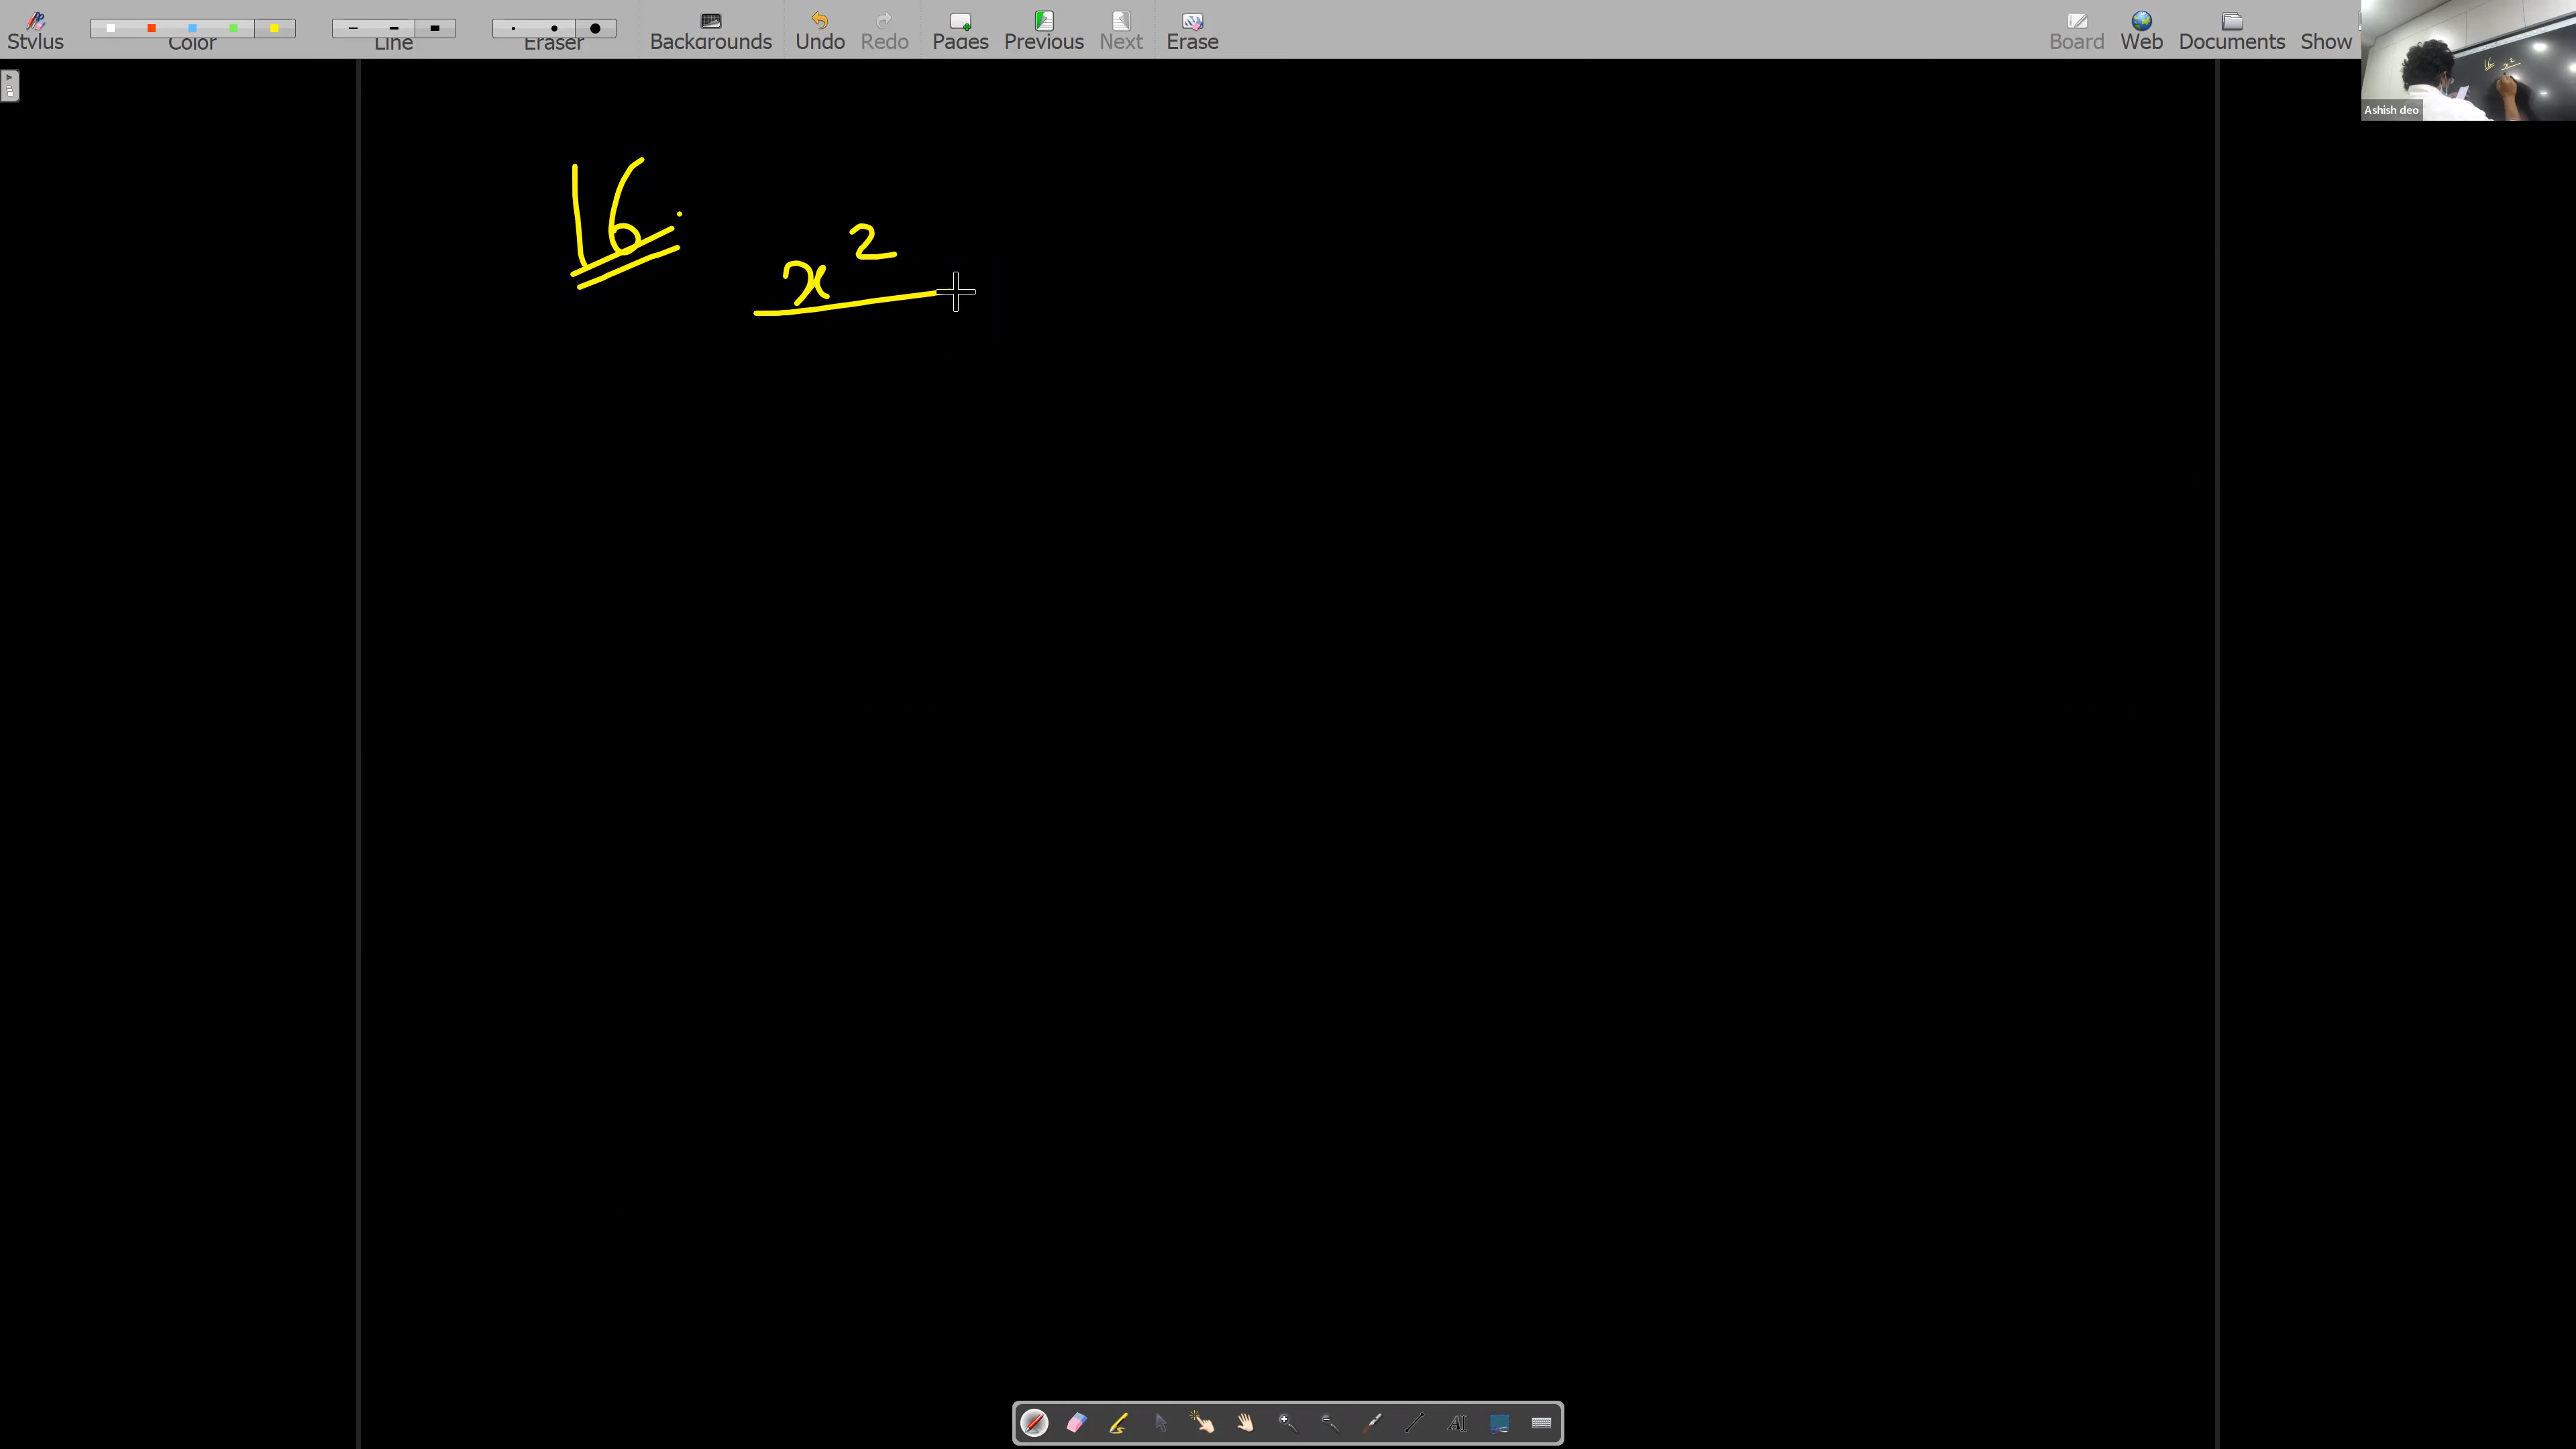 Stylus Color Line Eraser Backgrounds Undo Redo Pages Previous Next Erase Board Web Documents Show
Ashish deo
16.
x²
AI